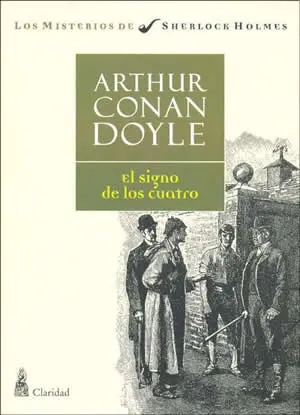 Los Misterios de Sherlock Holmes
ARTHUR
CONAN
DOYLE
El signo
de los cuatro
Claridad